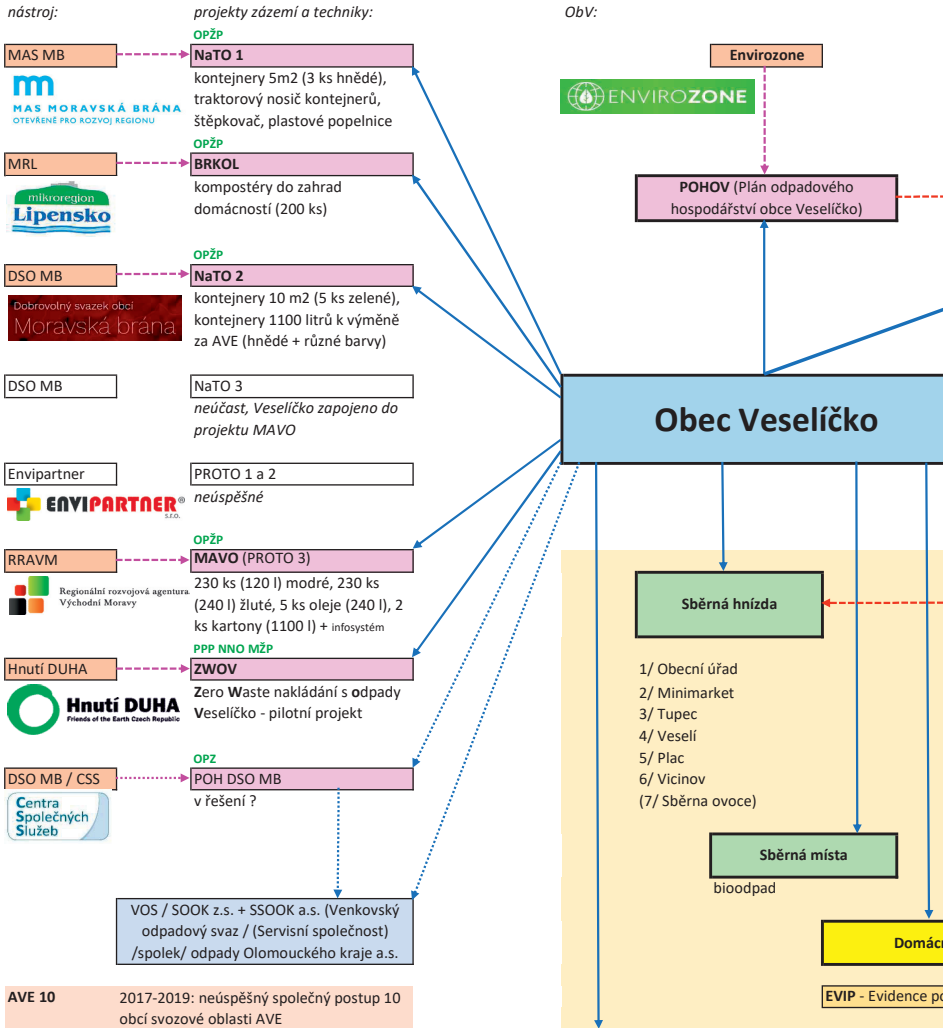 nástroj:
projekty zázemí a techniky:
ObV:
OPŽP
MAS MB
NaTO 1
kontejnery 5m2 (3 ks hnědé),
traktorový nosič kontejnerů,
štěpkovač, plastové popelnice
MAS MORAVSKÁ BRÁNA
OTEVŘENĚ PRO ROZVOJ REGIONU
OPŽP
MRL
BRKOL
kompostéry do zahrad
domácností (200 ks)
mikroregion
Lipensko
OPŽP
DSO MB
NaTO 2
kontejnery 10 m2 (5 ks zelené),
kontejnery 1100 litrů k výměně
za AVE (hnědé + různé barvy)
Dobrovolný svazek obcí
Moravská brána
DSO MB
NaTO 3
neúčast, Veselíčko zapojeno do
projektu MAVO
Envipartner
PROTO 1 a 2
neúspěšné
ENVIPARTNER®
s.r.o.
OPŽP
RRAVM
MAVO (PROTO 3)
230 ks (120 l) modré, 230 ks
(240 l) žluté, 5 ks oleje (240 l), 2
ks kartony (1100 l) + infosystém
Regionální rozvojová agentura
Východní Moravy
PPP NNO MŽP
Hnutí DUHA
ZWOV
Zero Waste nakládání s odpady
Veselíčko - pilotní projekt
Hnutí DUHA
Friends of the Earth Czech Republic
OPZ
DSO MB / CSS
POH DSO MB
v řešení ?
Centra
Společných
Služeb
VOS / SOOK z.s. + SSOOK a.s. (Venkovský
odpadový svaz / (Servisní společnost)
/spolek/ odpady Olomouckého kraje a.s.
AVE 10
2017-2019: neúspěšný společný postup 10
obcí svozové oblasti AVE
Envirozone
ENVIROZONE
POHOV (Plán odpadového
hospodářství obce Veselíčko)
Obec Veselíčko
Sběrná hnízda
1/ Obecní úřad
2/ Minimarket
3/ Tupec
4/ Veselí
5/ Plac
6/ Vicinov
(7/ Sběrna ovoce)
Sběrná místa
bioodpad
Domácn
EVIP - Evidence po